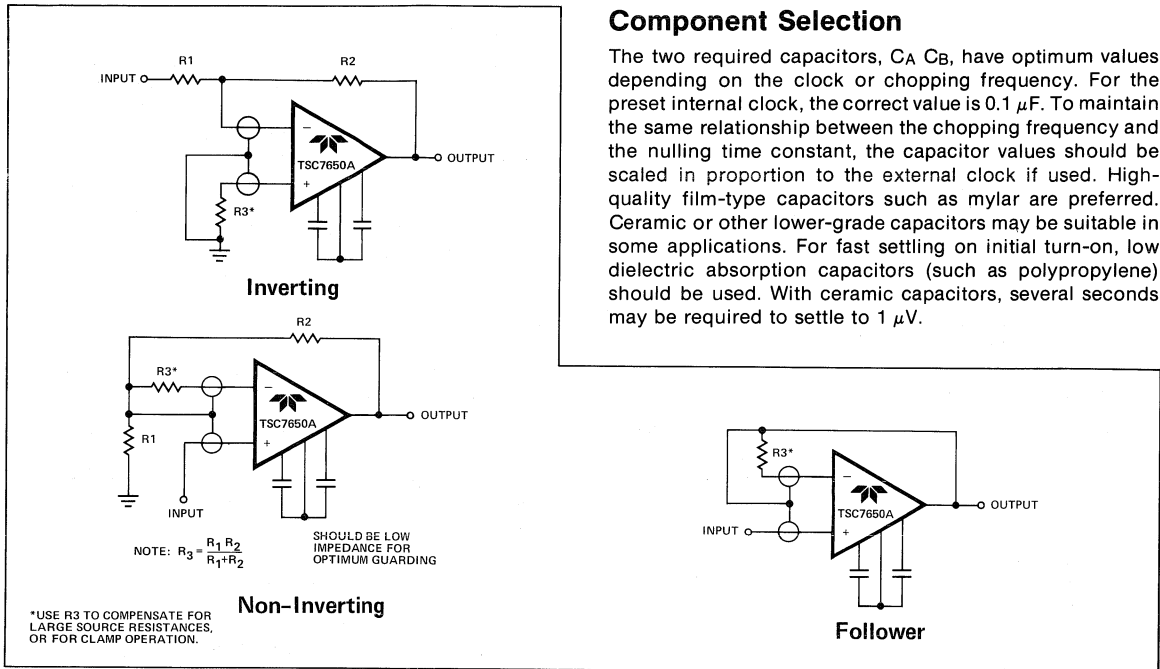 R1
R2
INPUT
−
TSC7650A
OUTPUT
+
R3*
Inverting
R2
R3*
−
TSC7650A
OUTPUT
R1
+
INPUT
NOTE: R3 = R1 R2 / R1+R2
SHOULD BE LOW
IMPEDANCE FOR
OPTIMUM GUARDING
Non-Inverting
*USE R3 TO COMPENSATE FOR
LARGE SOURCE RESISTANCES,
OR FOR CLAMP OPERATION.
Component Selection
The two required capacitors, CA CB, have optimum values
depending on the clock or chopping frequency. For the
preset internal clock, the correct value is 0.1 μF. To maintain
the same relationship between the chopping frequency and
the nulling time constant, the capacitor values should be
scaled in proportion to the external clock if used. High-
quality film-type capacitors such as mylar are preferred.
Ceramic or other lower-grade capacitors may be suitable in
some applications. For fast settling on initial turn-on, low
dielectric absorption capacitors (such as polypropylene)
should be used. With ceramic capacitors, several seconds
may be required to settle to 1 μV.
R3*
−
TSC7650A
OUTPUT
INPUT
+
Follower